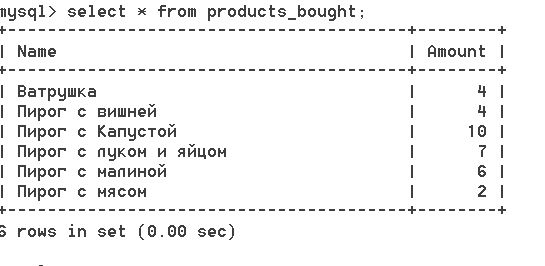 mysql> select * from products_bought;
+----------------------------------------+--------+
| Name | Amount |
+----------------------------------------+--------+
| Ватрушка | 4 |
| Пирог с вишней | 4 |
| Пирог с Капустой | 10 |
| Пирог с луком и яйцом | 7 |
| Пирог с малиной | 6 |
| Пирог с мясом | 2 |
+----------------------------------------+--------+
6 rows in set (0.00 sec)